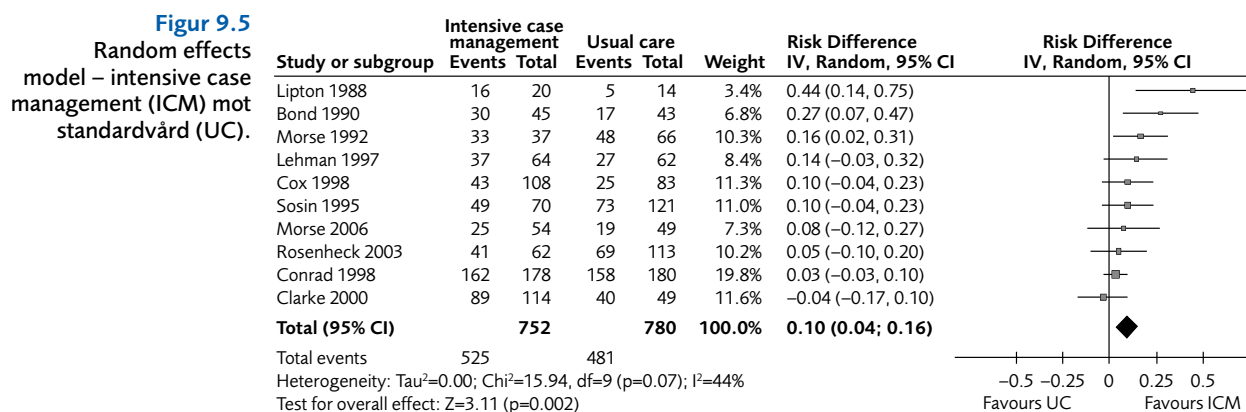 Figur 9.5
Random effects
model – intensive case
management (ICM) mot
standardvård (UC).
Intensive case
management Usual care Risk Difference Risk Difference
Study or subgroup Events Total Events Total Weight IV, Random, 95% CI IV, Random, 95% CI
Lipton 1988 16 20 5 14 3.4% 0.44 (0.14, 0.75)
Bond 1990 30 45 17 43 6.8% 0.27 (0.07, 0.47)
Morse 1992 33 37 48 66 10.3% 0.16 (0.02, 0.31)
Lehman 1997 37 64 27 62 8.4% 0.14 (−0.03, 0.32)
Cox 1998 43 108 25 83 11.3% 0.10 (−0.04, 0.23)
Sosin 1995 49 70 73 121 11.0% 0.10 (−0.04, 0.23)
Morse 2006 25 54 19 49 7.3% 0.08 (−0.12, 0.27)
Rosenheck 2003 41 62 69 113 10.2% 0.05 (−0.10, 0.20)
Conrad 1998 162 178 158 180 19.8% 0.03 (−0.03, 0.10)
Clarke 2000 89 114 40 49 11.6% −0.04 (−0.17, 0.10)
Total (95% CI) 752 780 100.0% 0.10 (0.04; 0.16)
Total events 525 481
Heterogeneity: Tau²=0.00; Chi²=15.94, df=9 (p=0.07); I²=44%
Test for overall effect: Z=3.11 (p=0.002)
−0.5 −0.25 0 0.25 0.5
Favours UC Favours ICM